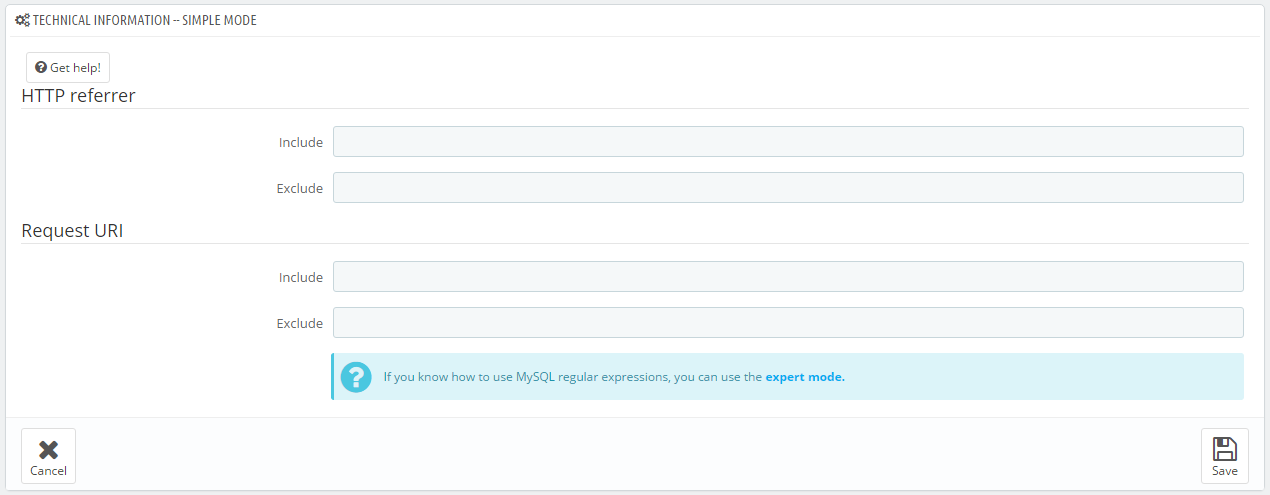 TECHNICAL INFORMATION -- SIMPLE MODE
Get help!
HTTP referrer
Include
Exclude
Request URI
Include
Exclude
If you know how to use MySQL regular expressions, you can use the expert mode.
Cancel
Save